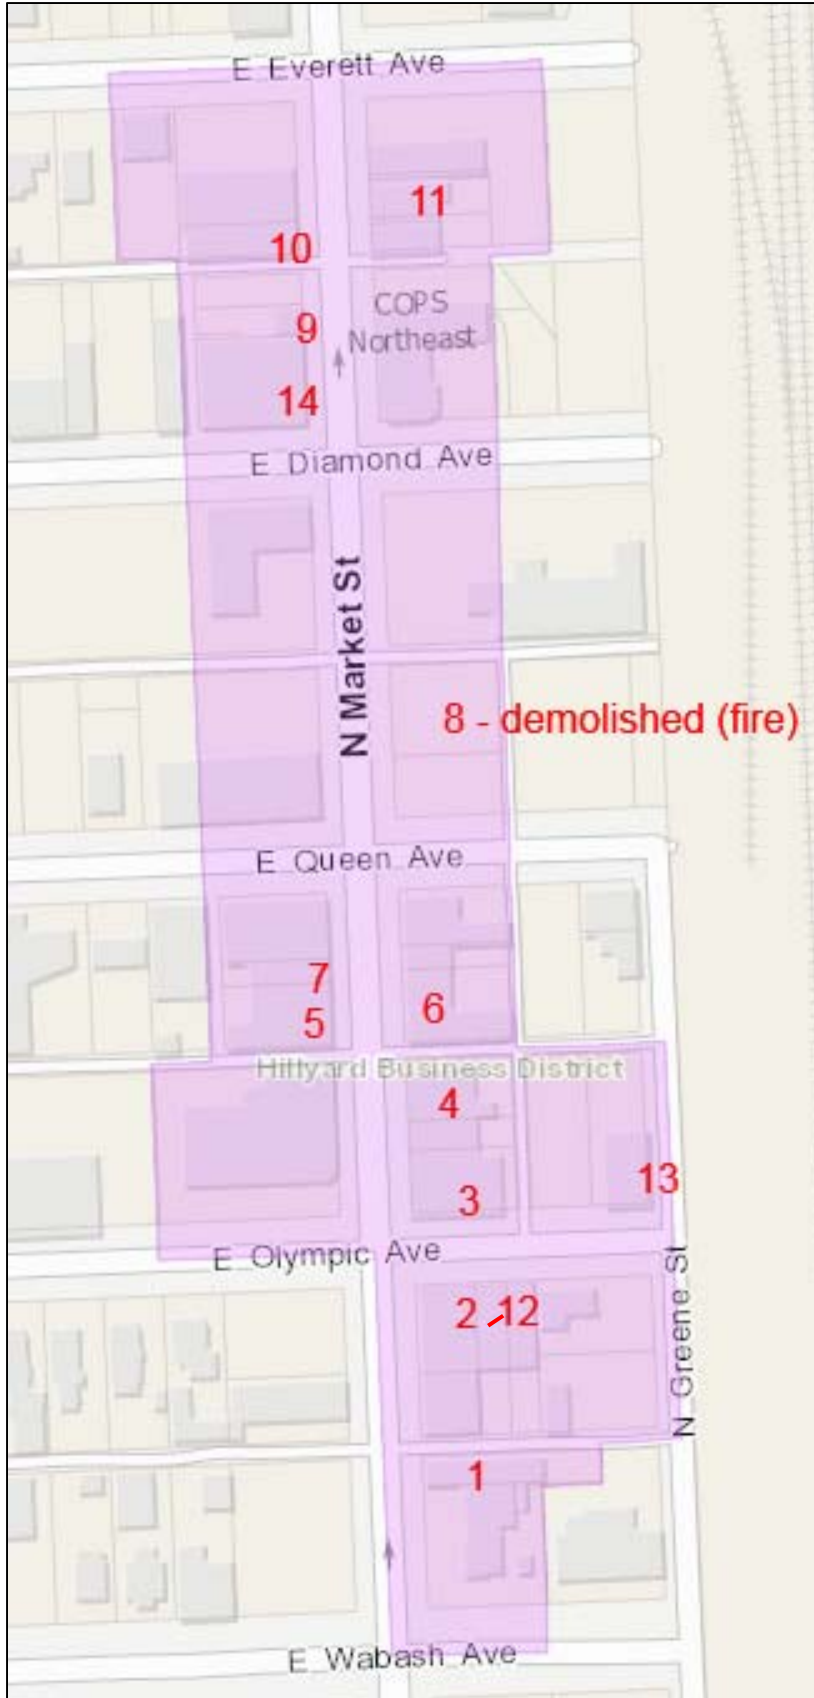 E Everett Ave
11
10
COPS
Northeast
9
14
E Diamond Ave
N Market St
8 - demolished (fire)
E Queen Ave
7
5
6
Hillyard Business District
4
13
3
E Olympic Ave
N Greene St
2 - 12
1
E Wabash Ave